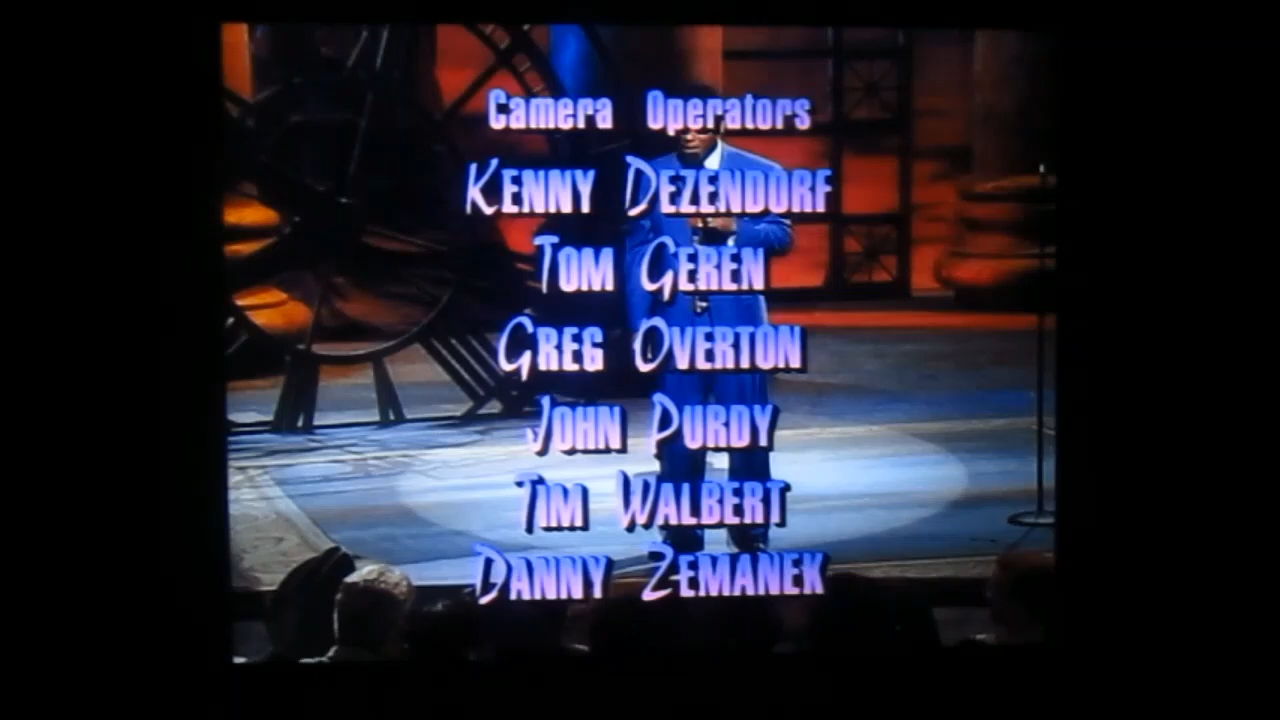 Camera Operators
KENNY DEZENDORF
TOM GEREN
GREG OVERTON
JOHN PURDY
TIM WALBERT
DANNY ZEMANEK